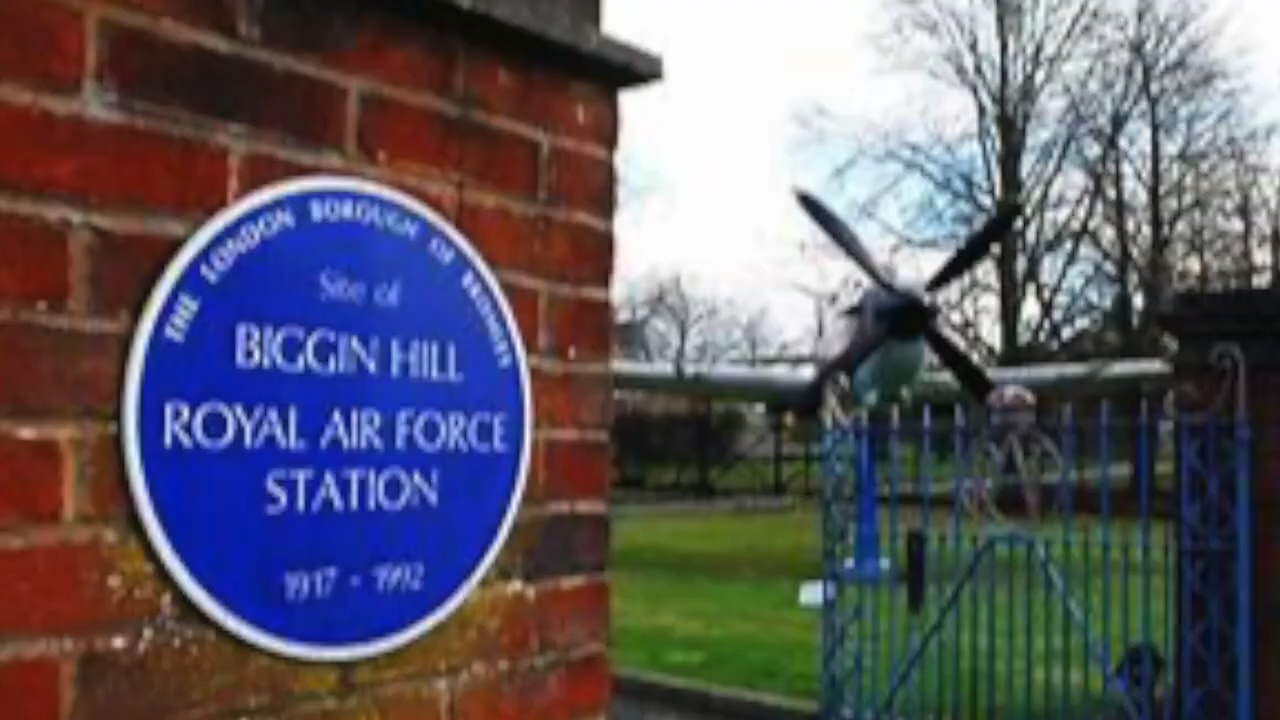 THE LONDON BOROUGH OF BROMLEY
Site of
BIGGIN HILL
ROYAL AIR FORCE
STATION
1917 - 1992